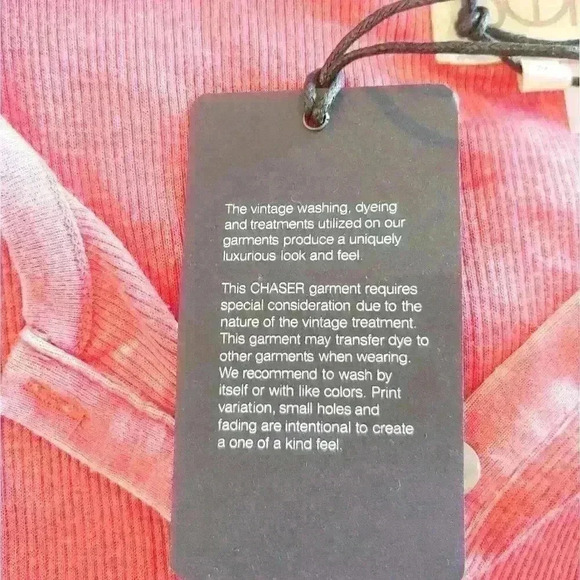 The vintage washing, dyeing
and treatments utilized on our
garments produce a uniquely
luxurious look and feel.
This CHASER garment requires
special consideration due to the
nature of the vintage treatment.
This garment may transfer dye to
other garments when wearing.
We recommend to wash by
itself or with like colors. Print
variation, small holes and
fading are intentional to create
a one of a kind feel.